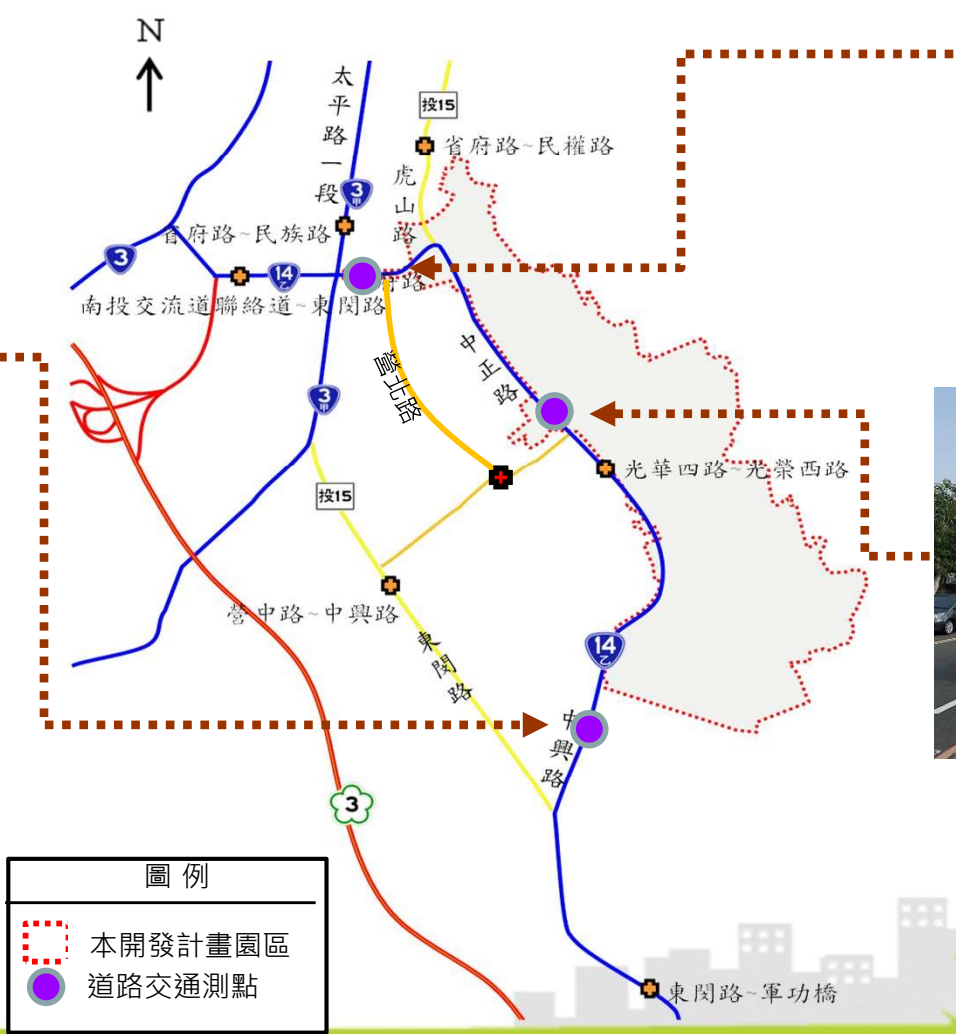 N
太平路一段
投15
省府路~民權路
虎山路
3甲
省府路~民族路
3
14乙
府路
南投交流道聯絡道~東閔路
中正路
營北路
3甲
光華四路~光榮西路
投15
營中路~中興路
東閔路
14乙
中興路
3
圖例
本開發計畫園區
道路交通測點
東閔路~軍功橋